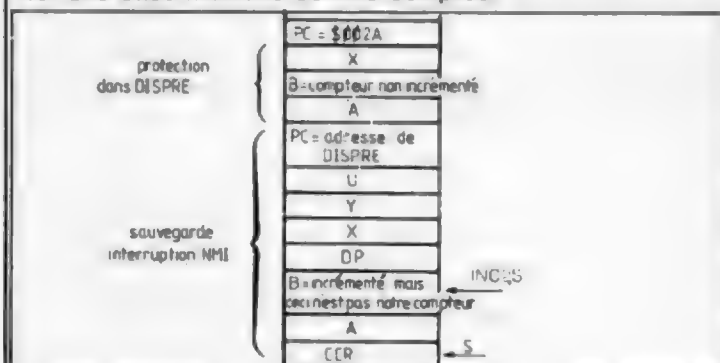 PC = $002A
X
protection
dans DISPRE
B=compteur non incrémenté
A
PC = adresse de
DISPRE
U
Y
X
sauvegarde
interruption NMI
DP
B=incrémenté mais
ceci n'est pas notre compteur
A
CCR
S